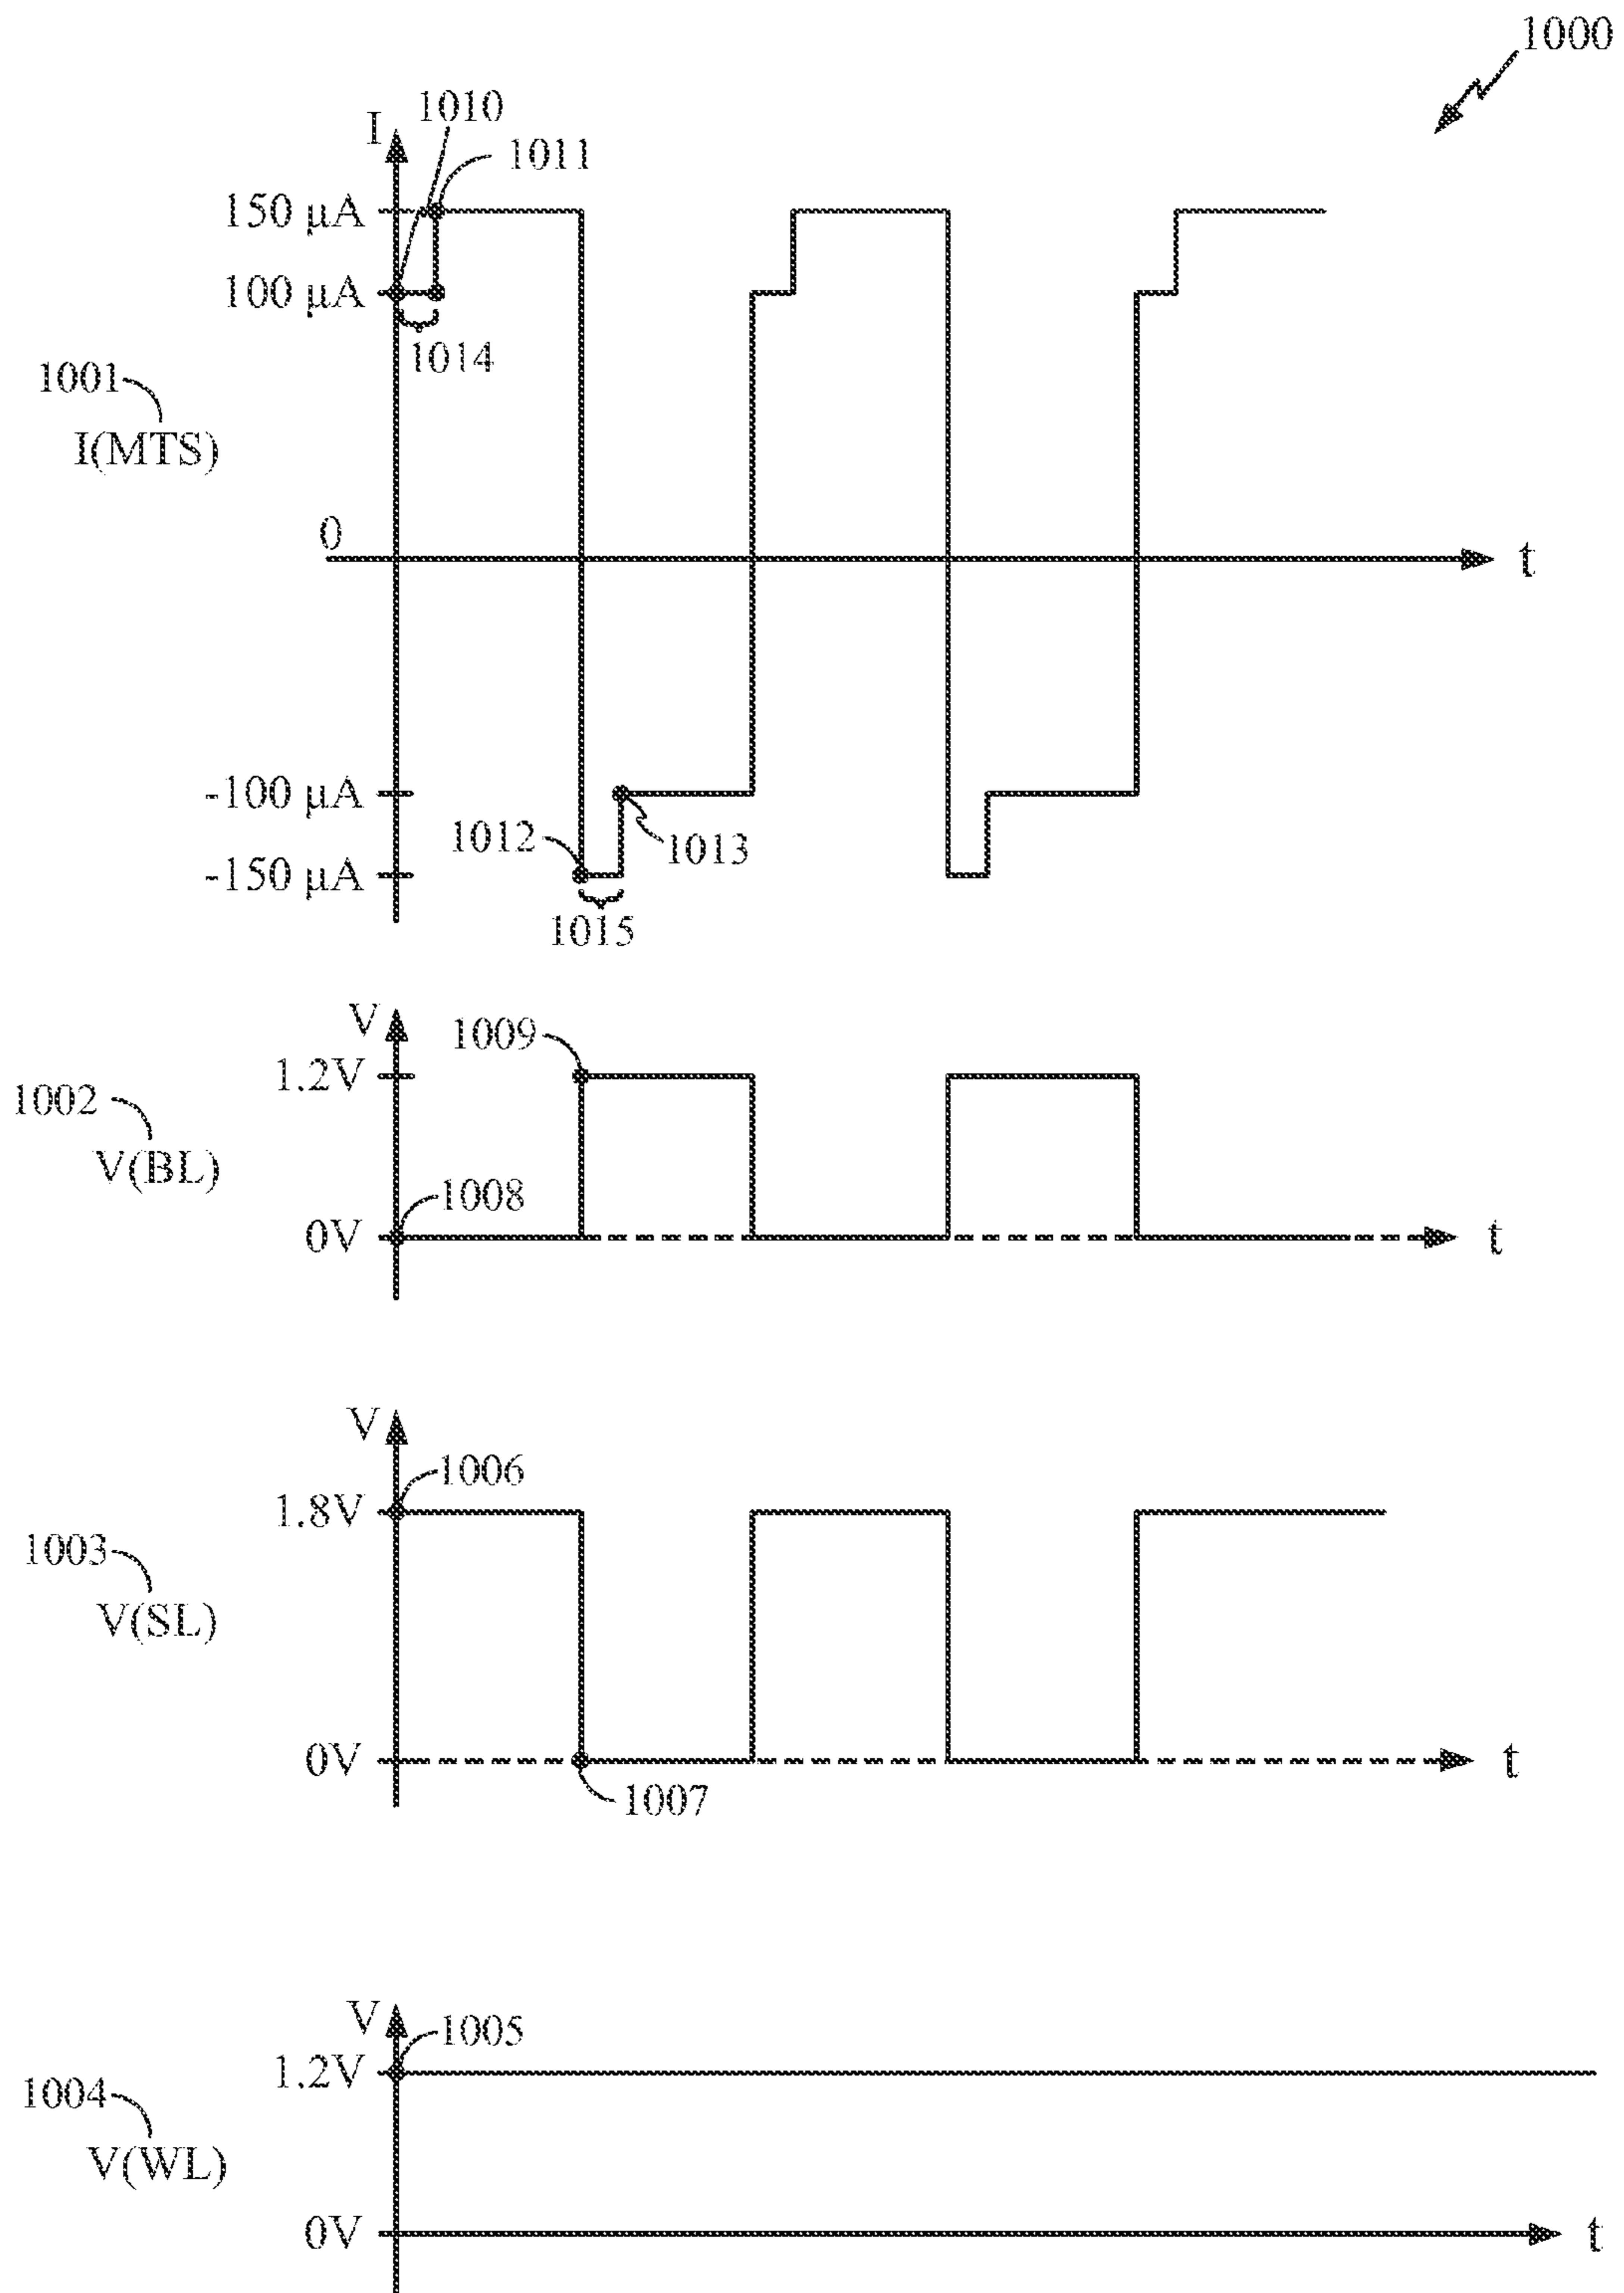 1000
1010
I
1011
150 μA
100 μA
1014
1001
I(MTS)
0
t
-100 μA
1012
1013
-150 μA
1015
V
1009
1.2V
1002
V(BL)
1008
0V
t
V
1006
1.8V
1003
V(SL)
0V
t
1007
V
1005
1.2V
1004
V(WL)
0V
t